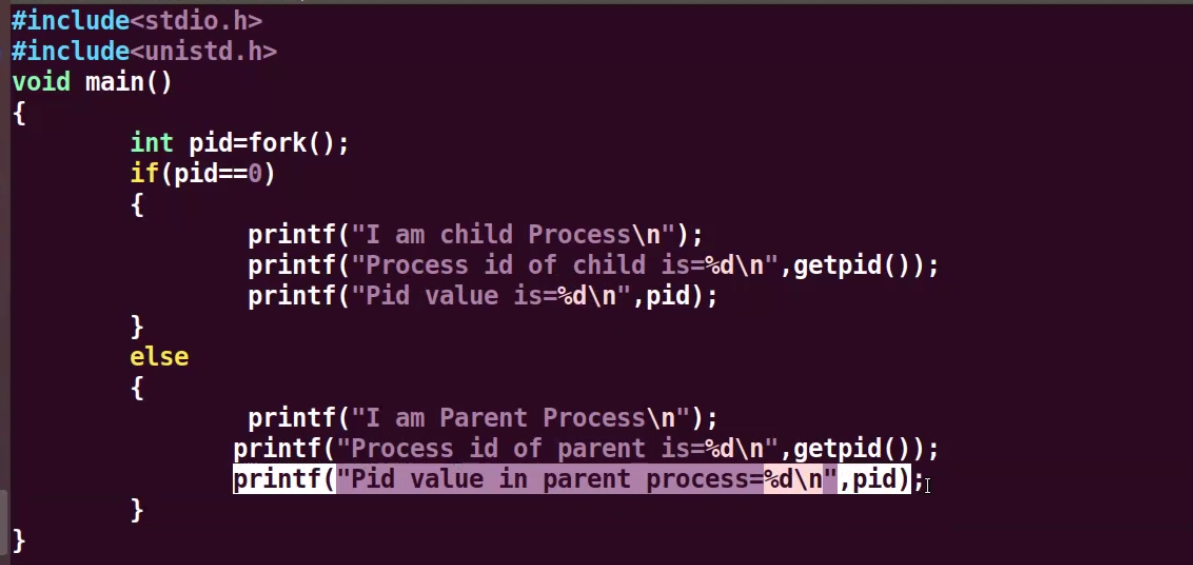 #include<stdio.h>
#include<unistd.h>
void main()
{
        int pid=fork();
        if(pid==0)
        {
                printf("I am child Process\n");
                printf("Process id of child is=%d\n",getpid());
                printf("Pid value is=%d\n",pid);
        }
        else
        {
                printf("I am Parent Process\n");
               printf("Process id of parent is=%d\n",getpid());
               printf("Pid value in parent process=%d\n",pid);
        }
}